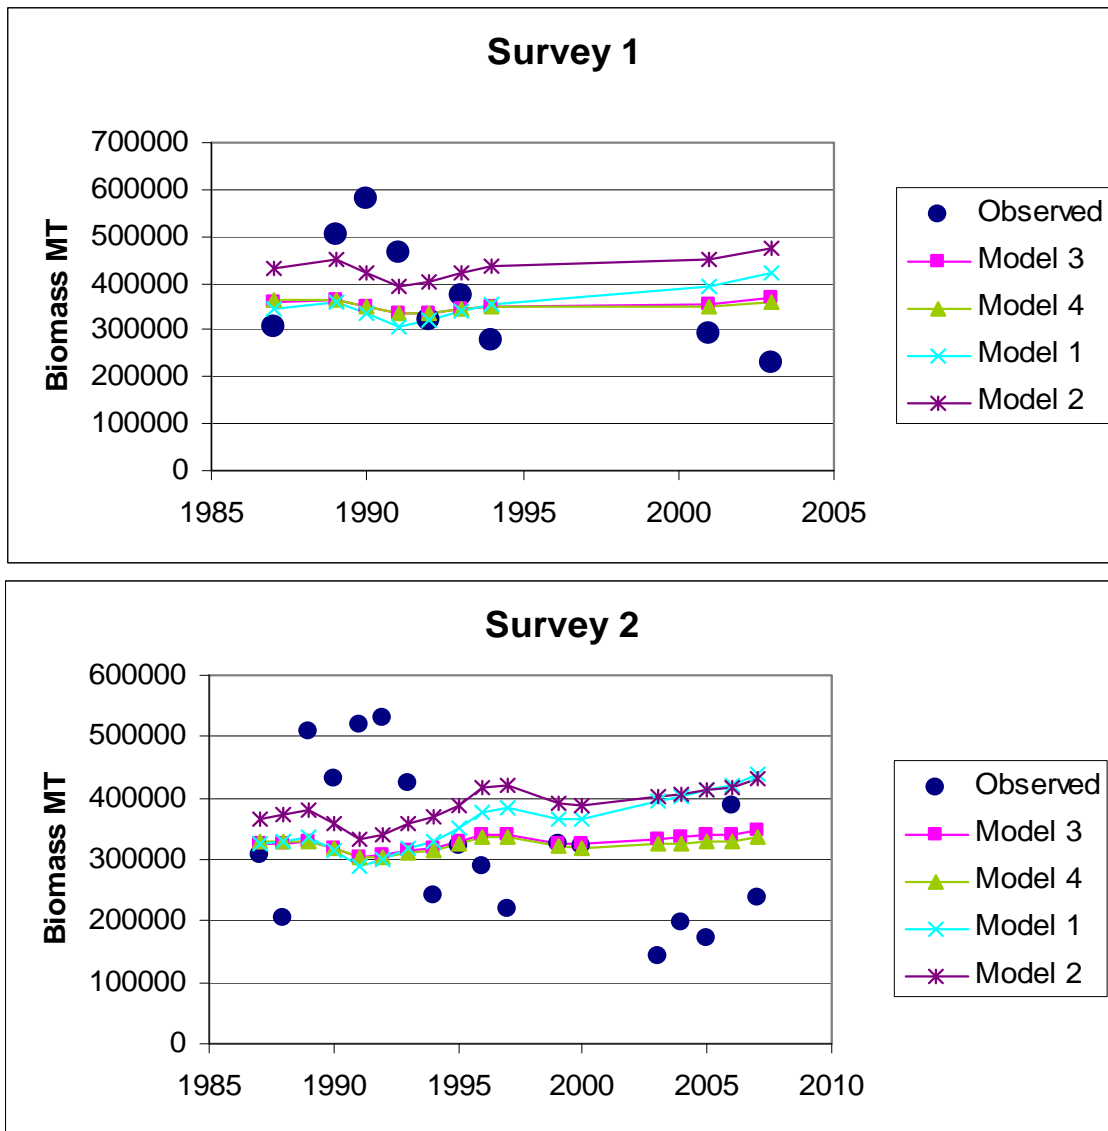 Survey 1
700000
600000
500000
400000
300000
200000
100000
0
Biomass MT
1985 1990 1995 2000 2005
Observed
Model 3
Model 4
Model 1
Model 2
Survey 2
600000
500000
400000
300000
200000
100000
0
Biomass MT
1985 1990 1995 2000 2005 2010
Observed
Model 3
Model 4
Model 1
Model 2